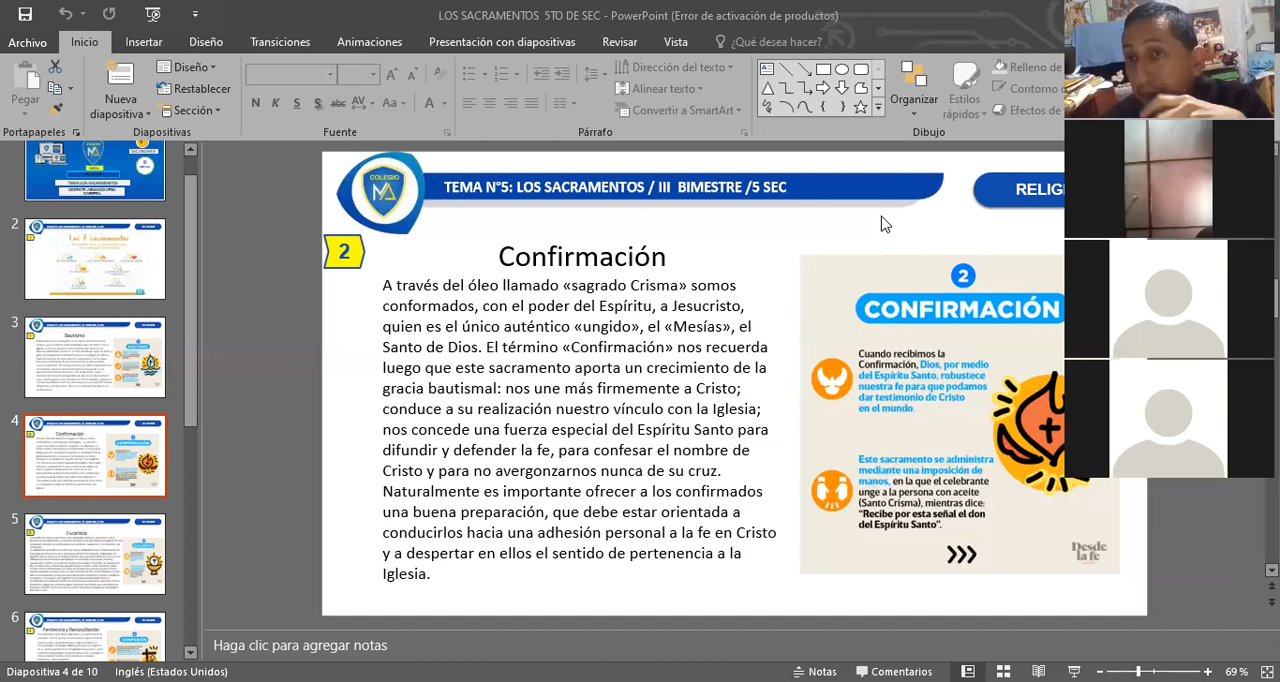 LOS SACRAMENTOS 5TO DE SEC - PowerPoint (Error de activación de productos)
Archivo Inicio Insertar Diseño Transiciones Animaciones Presentación con diapositivas Revisar Vista ¿Qué desea hacer?
Pegar
Nueva
diapositiva
Diseño
Restablecer
Sección
N K S S abc AV Aa A
Dirección del texto
Alinear texto
Convertir a SmartArt
Organizar
Estilos
rápidos
Relleno de
Contorno
Efectos de
Portapapeles Diapositivas Fuente Párrafo Dibujo
2
3
4
5
6
COLEGIO
TEMA N°5: LOS SACRAMENTOS / III BIMESTRE /5 SEC
RELIG
2
Confirmación
A través del óleo llamado «sagrado Crisma» somos
conformados, con el poder del Espíritu, a Jesucristo,
quien es el único auténtico «ungido», el «Mesías», el
Santo de Dios. El término «Confirmación» nos recuerda
luego que este sacramento aporta un crecimiento de la
gracia bautismal: nos une más firmemente a Cristo;
conduce a su realización nuestro vínculo con la Iglesia;
nos concede una fuerza especial del Espíritu Santo para
difundir y defender la fe, para confesar el nombre de
Cristo y para no avergonzarnos nunca de su cruz.
Naturalmente es importante ofrecer a los confirmados
una buena preparación, que debe estar orientada a
conducirlos hacia una adhesión personal a la fe en Cristo
y a despertar en ellos el sentido de pertenencia a la
Iglesia.
2
CONFIRMACIÓN
Cuando recibimos la
Confirmación, Dios, por medio
del Espíritu Santo, robustece
nuestra fe para que podamos
dar testimonio de Cristo
en el mundo.
Este sacramento se administra
mediante una imposición de
manos, en la que el celebrante
unge a la persona con aceite
(Santo Crisma), mientras dice:
“Recibe por esta señal el don
del Espíritu Santo”.
Desde
la fe
Haga clic para agregar notas
Diapositiva 4 de 10 Inglés (Estados Unidos) Notas Comentarios 69 %